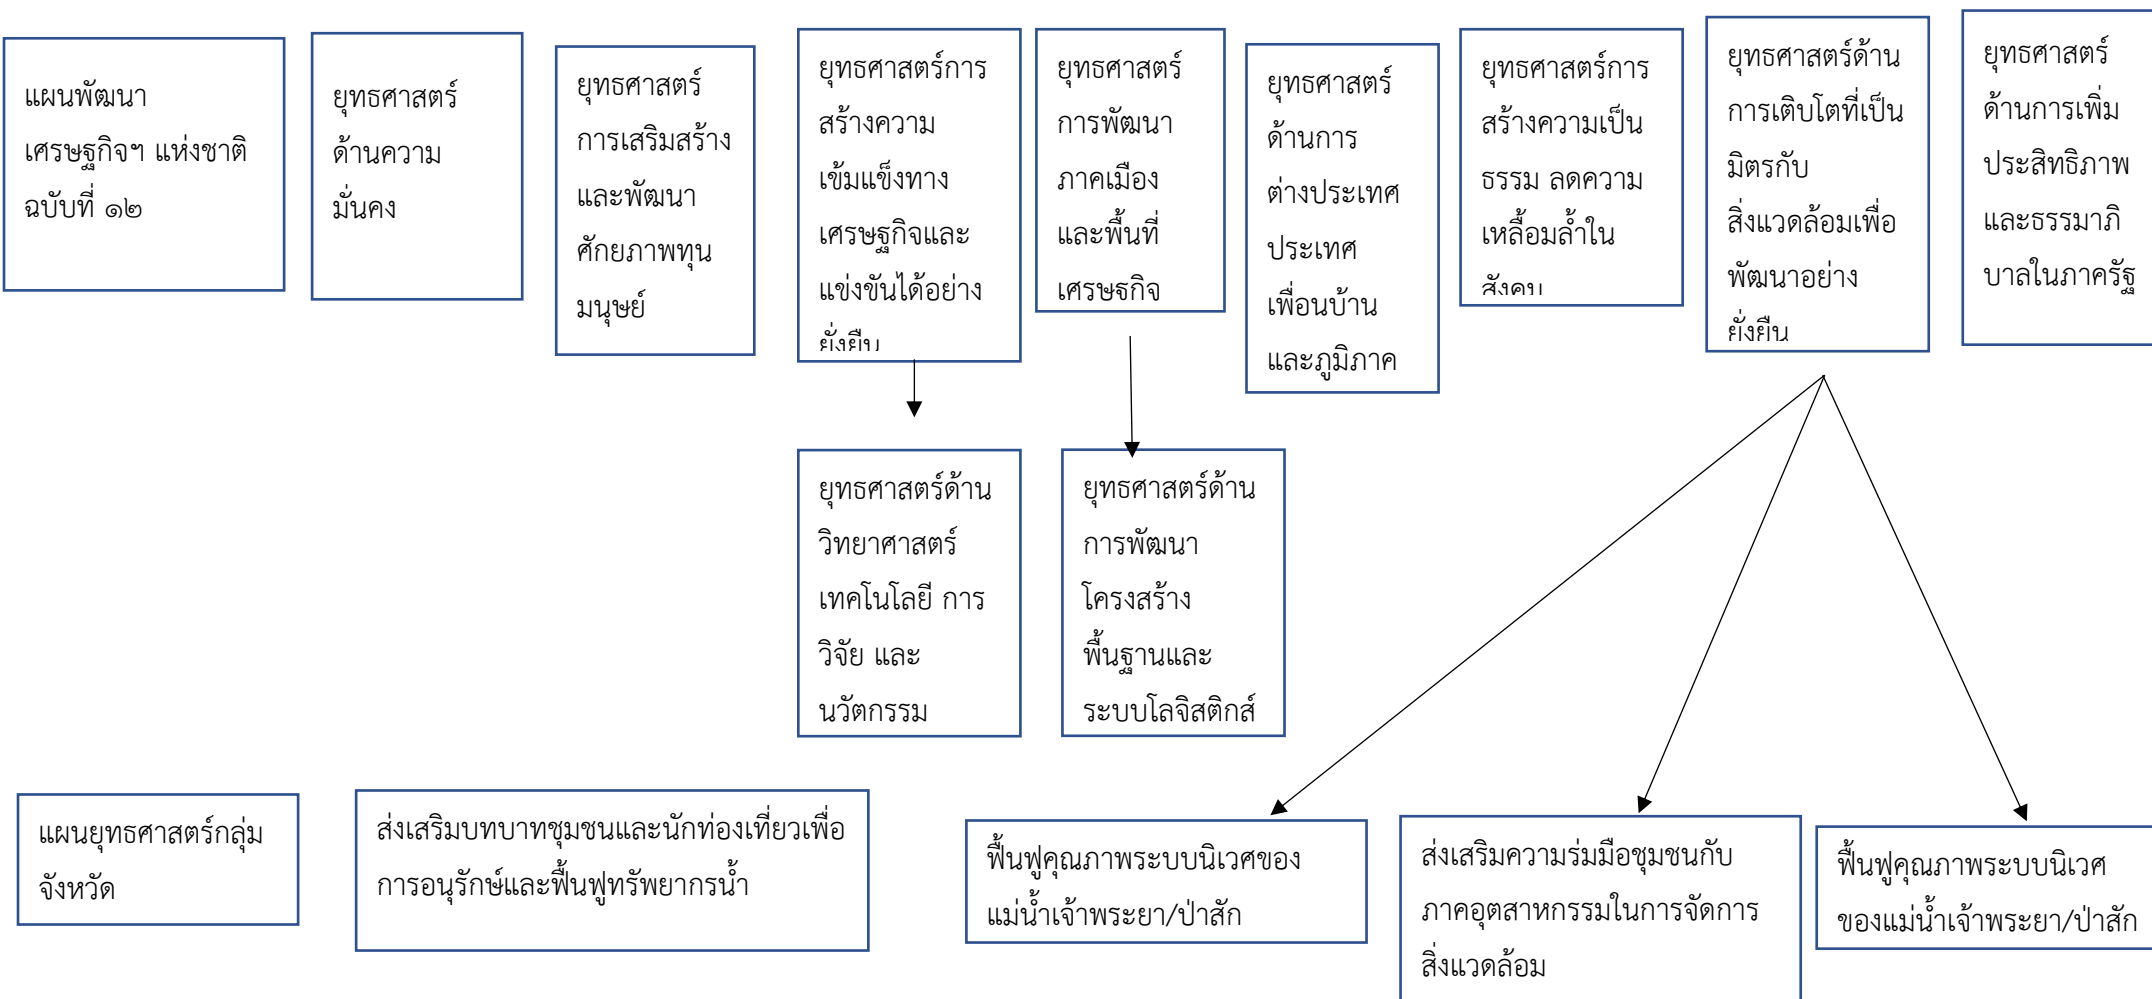 แผนพัฒนา
เศรษฐกิจฯ แห่งชาติ
ฉบับที่ ๑๒
ยุทธศาสตร์
ด้านความ
มั่นคง
ยุทธศาสตร์
การเสริมสร้าง
และพัฒนา
ศักยภาพทุน
มนุษย์
ยุทธศาสตร์การ
สร้างความ
เข้มแข็งทาง
เศรษฐกิจและ
แข่งขันได้อย่าง
ยั่งยืน
ยุทธศาสตร์
การพัฒนา
ภาคเมือง
และพื้นที่
เศรษฐกิจ
ยุทธศาสตร์
ด้านการ
ต่างประเทศ
ประเทศ
เพื่อนบ้าน
และภูมิภาค
ยุทธศาสตร์การ
สร้างความเป็น
ธรรม ลดความ
เหลื้อมล้ำใน
สังคม
ยุทธศาสตร์ด้าน
การเติบโตที่เป็น
มิตรกับ
สิ่งแวดล้อมเพื่อ
พัฒนาอย่าง
ยั่งยืน
ยุทธศาสตร์
ด้านการเพิ่ม
ประสิทธิภาพ
และธรรมาภิ
บาลในภาครัฐ
ยุทธศาสตร์ด้าน
วิทยาศาสตร์
เทคโนโลยี การ
วิจัย และ
นวัตกรรม
ยุทธศาสตร์ด้าน
การพัฒนา
โครงสร้าง
พื้นฐานและ
ระบบโลจิสติกส์
แผนยุทธศาสตร์กลุ่ม
จังหวัด
ส่งเสริมบทบาทชุมชนและนักท่องเที่ยวเพื่อ
การอนุรักษ์และฟื้นฟูทรัพยากรน้ำ
ฟื้นฟูคุณภาพระบบนิเวศของ
แม่น้ำเจ้าพระยา/ป่าสัก
ส่งเสริมความร่มมือชุมชนกับ
ภาคอุตสาหกรรมในการจัดการ
สิ่งแวดล้อม
ฟื้นฟูคุณภาพระบบนิเวศ
ของแม่น้ำเจ้าพระยา/ป่าสัก